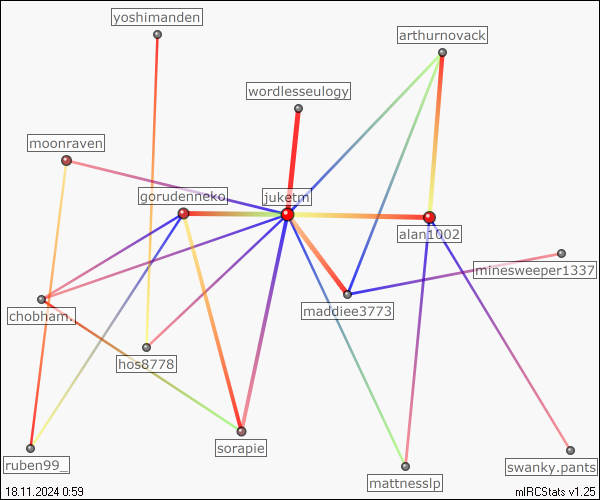 yoshimanden
arthurnovack
wordlesseulogy
moonraven
gorudenneko
juketm
alan1002
minesweeper1337
chobham.
maddiee3773
hos8778
sorapie
ruben99_
mattnesslp
swanky.pants
18.11.2024 0:59
mIRCStats v1.25